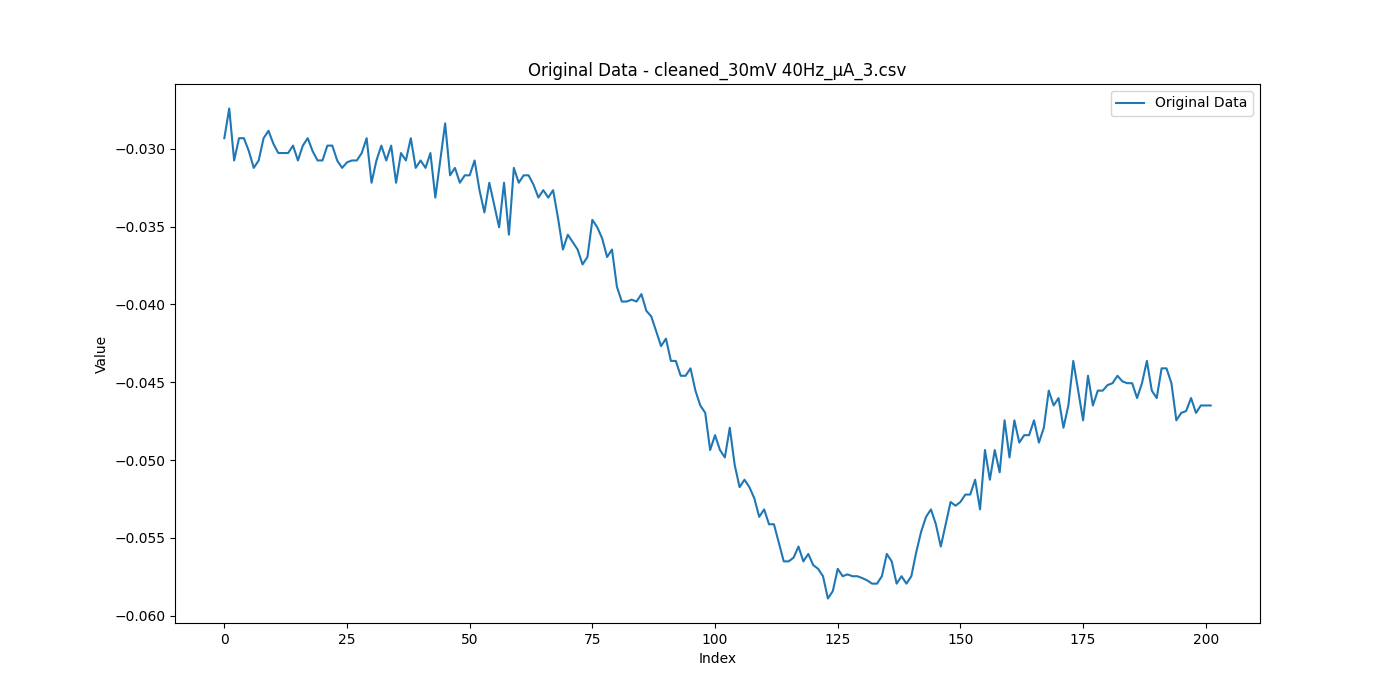 Original Data - cleaned_30mV 40Hz_μA_3.csv
Original Data
−0.030
−0.035
−0.040
−0.045
−0.050
−0.055
−0.060
Value
0 25 50 75 100 125 150 175 200
Index